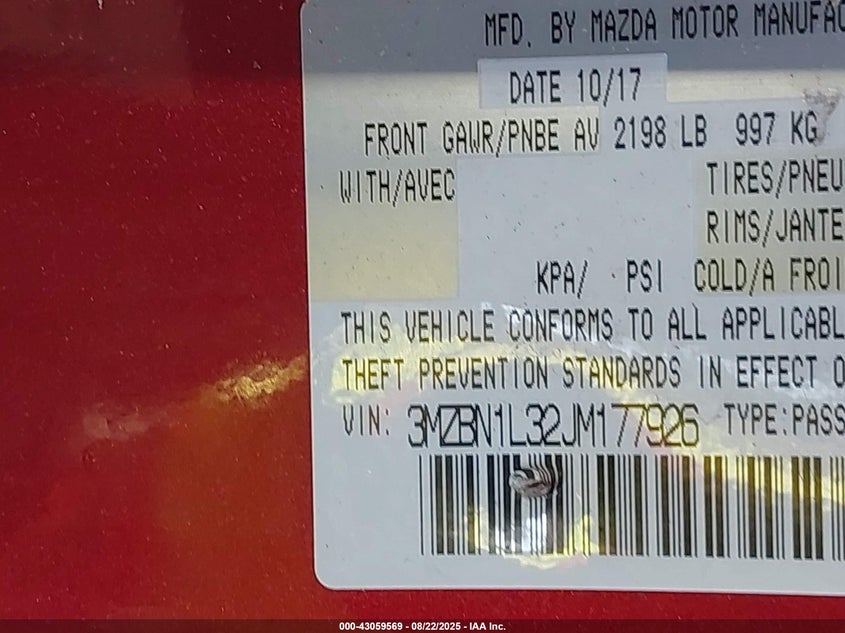 MFD. BY MAZDA MOTOR MANUFAC
DATE 10/17
FRONT GAWR/PNBE AV 2198 LB 997 KG
WITH/AVEC TIRES/PNEU
RIMS/JANTE
KPA/ PSI COLD/A FROI
THIS VEHICLE CONFORMS TO ALL APPLICABL
THEFT PREVENTION STANDARDS IN EFFECT O
VIN: 3MZBN1L32JM177926 TYPE:PASS
000-43059569 - 08/22/2025 - IAA Inc.